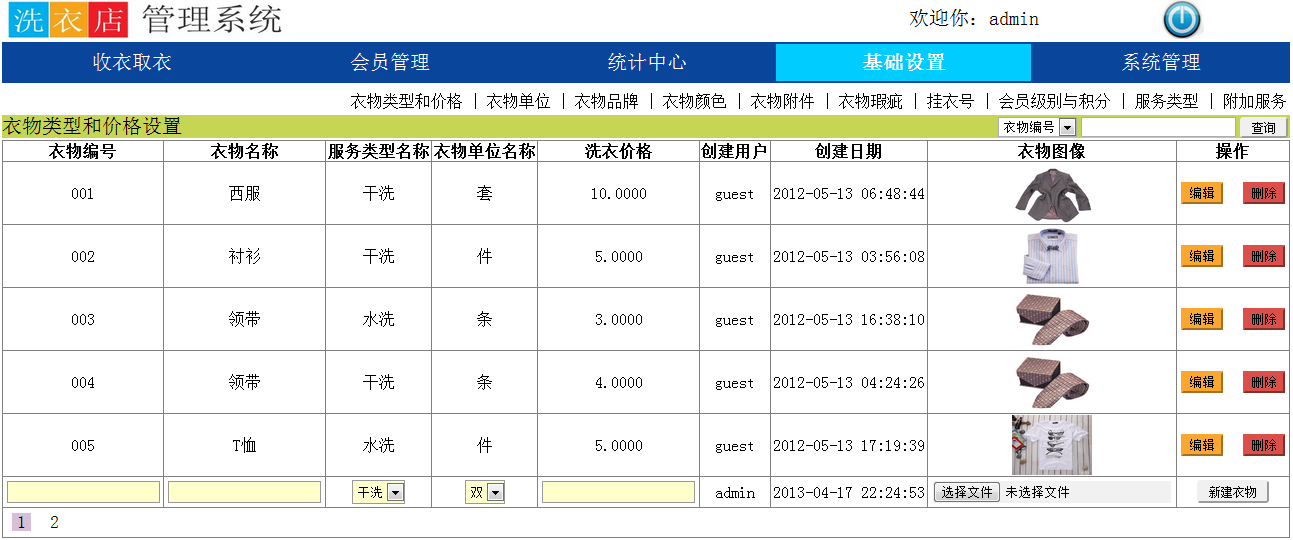 洗衣店 管理系统 欢迎你：admin
收衣取衣 会员管理 统计中心 基础设置 系统管理
衣物类型和价格 | 衣物单位 | 衣物品牌 | 衣物颜色 | 衣物附件 | 衣物瑕疵 | 挂衣号 | 会员级别与积分 | 服务类型 | 附加服务
衣物类型和价格设置 衣物编号 查询
衣物编号 衣物名称 服务类型名称 衣物单位名称 洗衣价格 创建用户 创建日期 衣物图像 操作
001 西服 干洗 套 10.0000 guest 2012-05-13 06:48:44 编辑 删除
002 衬衫 干洗 件 5.0000 guest 2012-05-13 03:56:08 编辑 删除
003 领带 水洗 条 3.0000 guest 2012-05-13 16:38:10 编辑 删除
004 领带 干洗 条 4.0000 guest 2012-05-13 04:24:26 编辑 删除
005 T恤 水洗 件 5.0000 guest 2012-05-13 17:19:39 编辑 删除
干洗 双 admin 2013-04-17 22:24:53 选择文件 未选择文件 新建衣物
1 2